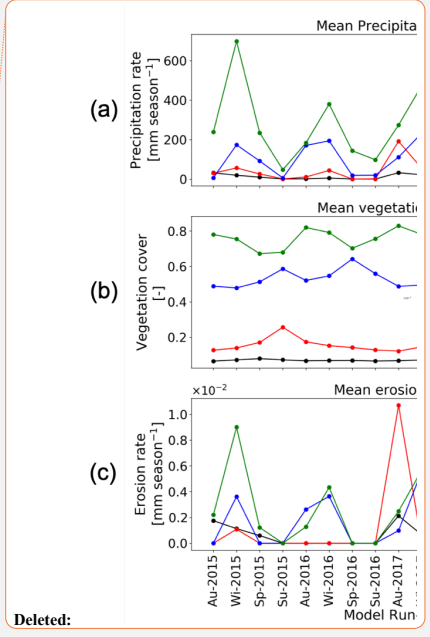 Mean Precipita
(a)
Precipitation rate
[mm season⁻¹]
600
400
200
0
Mean vegetatio
(b)
Vegetation cover
[-]
0.8
0.6
0.4
0.2
×10⁻²
Mean erosio
(c)
Erosion rate
[mm season⁻¹]
1.0
0.8
0.6
0.4
0.2
0.0
Au-2015
Wi-2015
Sp-2015
Su-2015
Au-2016
Wi-2016
Sp-2016
Su-2016
Au-2017
Model Run
Deleted: